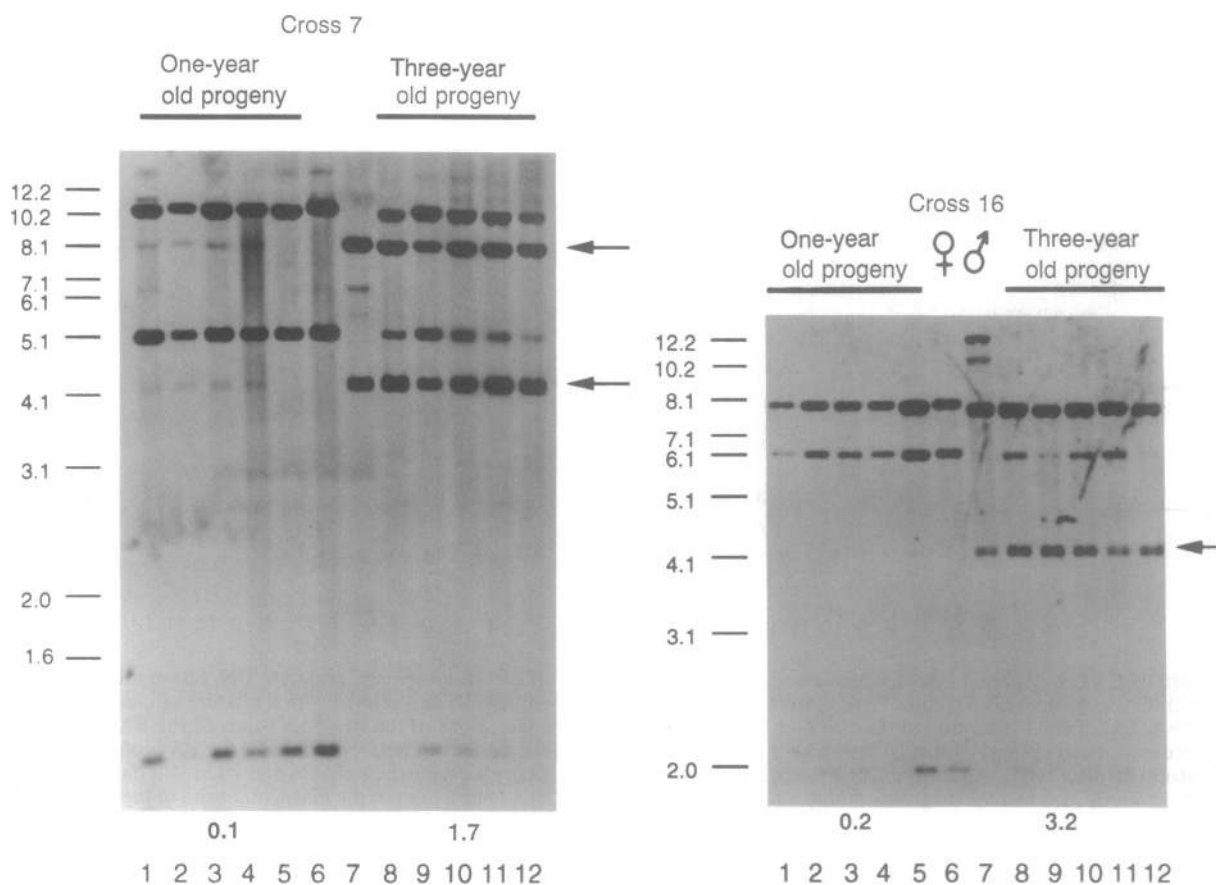 Cross 7
One-year
old progeny
Three-year
old progeny
12.2
10.2
8.1
7.1
6.1
5.1
4.1
3.1
2.0
1.6
0.1 1.7
1 2 3 4 5 6 7 8 9 10 11 12
Cross 16
One-year
old progeny
♀ ♂
Three-year
old progeny
12.2
10.2
8.1
7.1
6.1
5.1
4.1
3.1
2.0
0.2 3.2
1 2 3 4 5 6 7 8 9 10 11 12